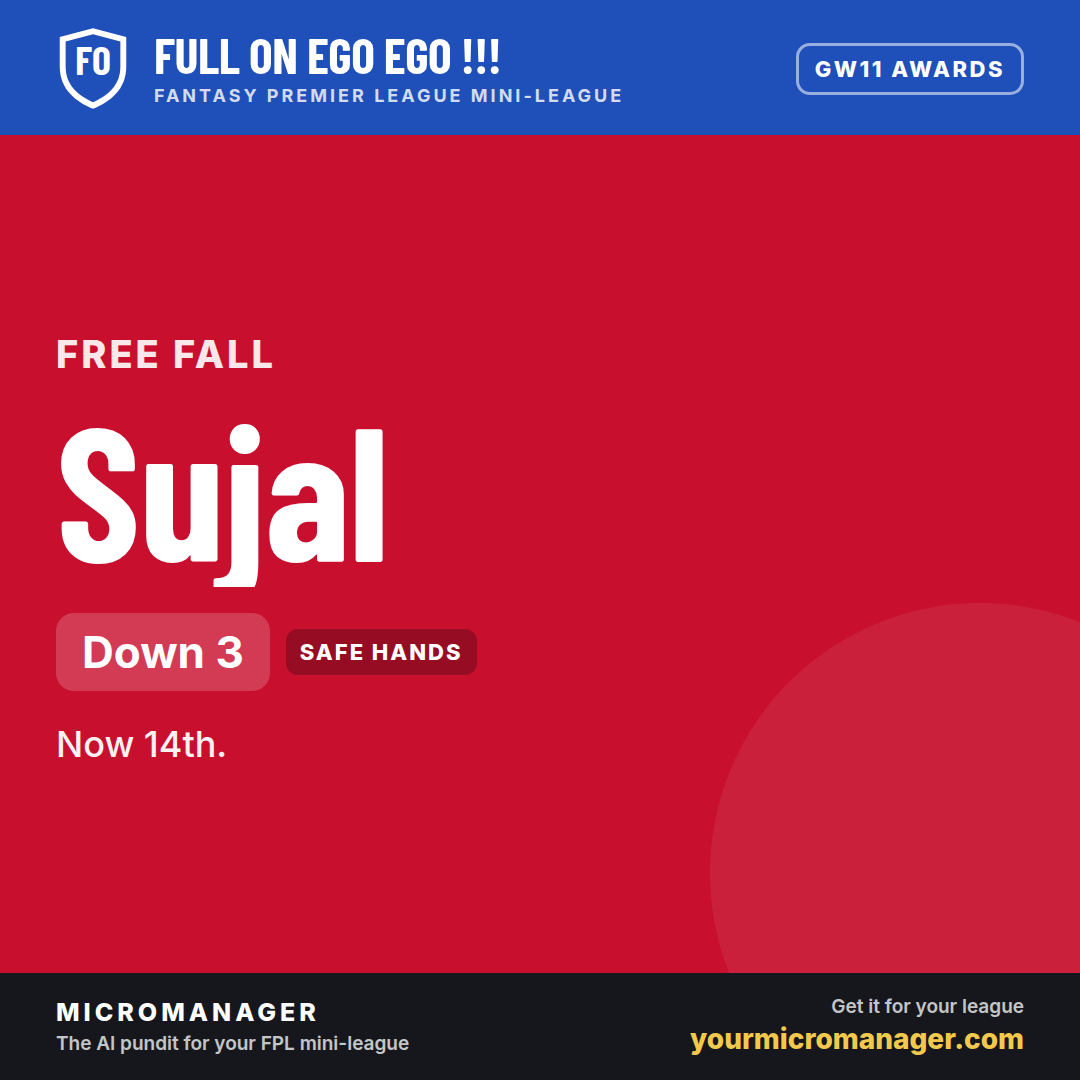 FO
FULL ON EGO EGO !!!
FANTASY PREMIER LEAGUE MINI-LEAGUE
GW11 AWARDS
FREE FALL
Sujal
Down 3
SAFE HANDS
Now 14th.
MICROMANAGER
The AI pundit for your FPL mini-league
Get it for your league
yourmicromanager.com